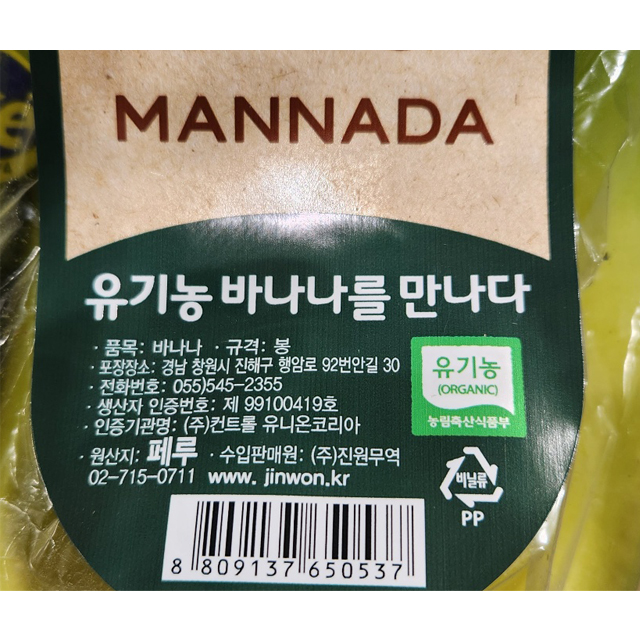 MANNADA
유기농 바나나를 만나다
· 품목: 바나나 · 규격: 봉
· 포장장소: 경남 창원시 진해구 행암로 92번안길 30
· 전화번호: 055)545-2355
· 생산자 인증번호: 제 99100419호
· 인증기관명: (주)컨트롤 유니온코리아
· 원산지: 페루 · 수입판매원: (주)진원무역
02-715-0711 www. jinwon.kr
유기농
(ORGANIC)
농림축산식품부
비닐류
PP
8 809137 650537